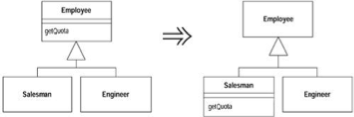 Employee
getQuota
Salesman
Engineer
Employee
Salesman
getQuota
Engineer